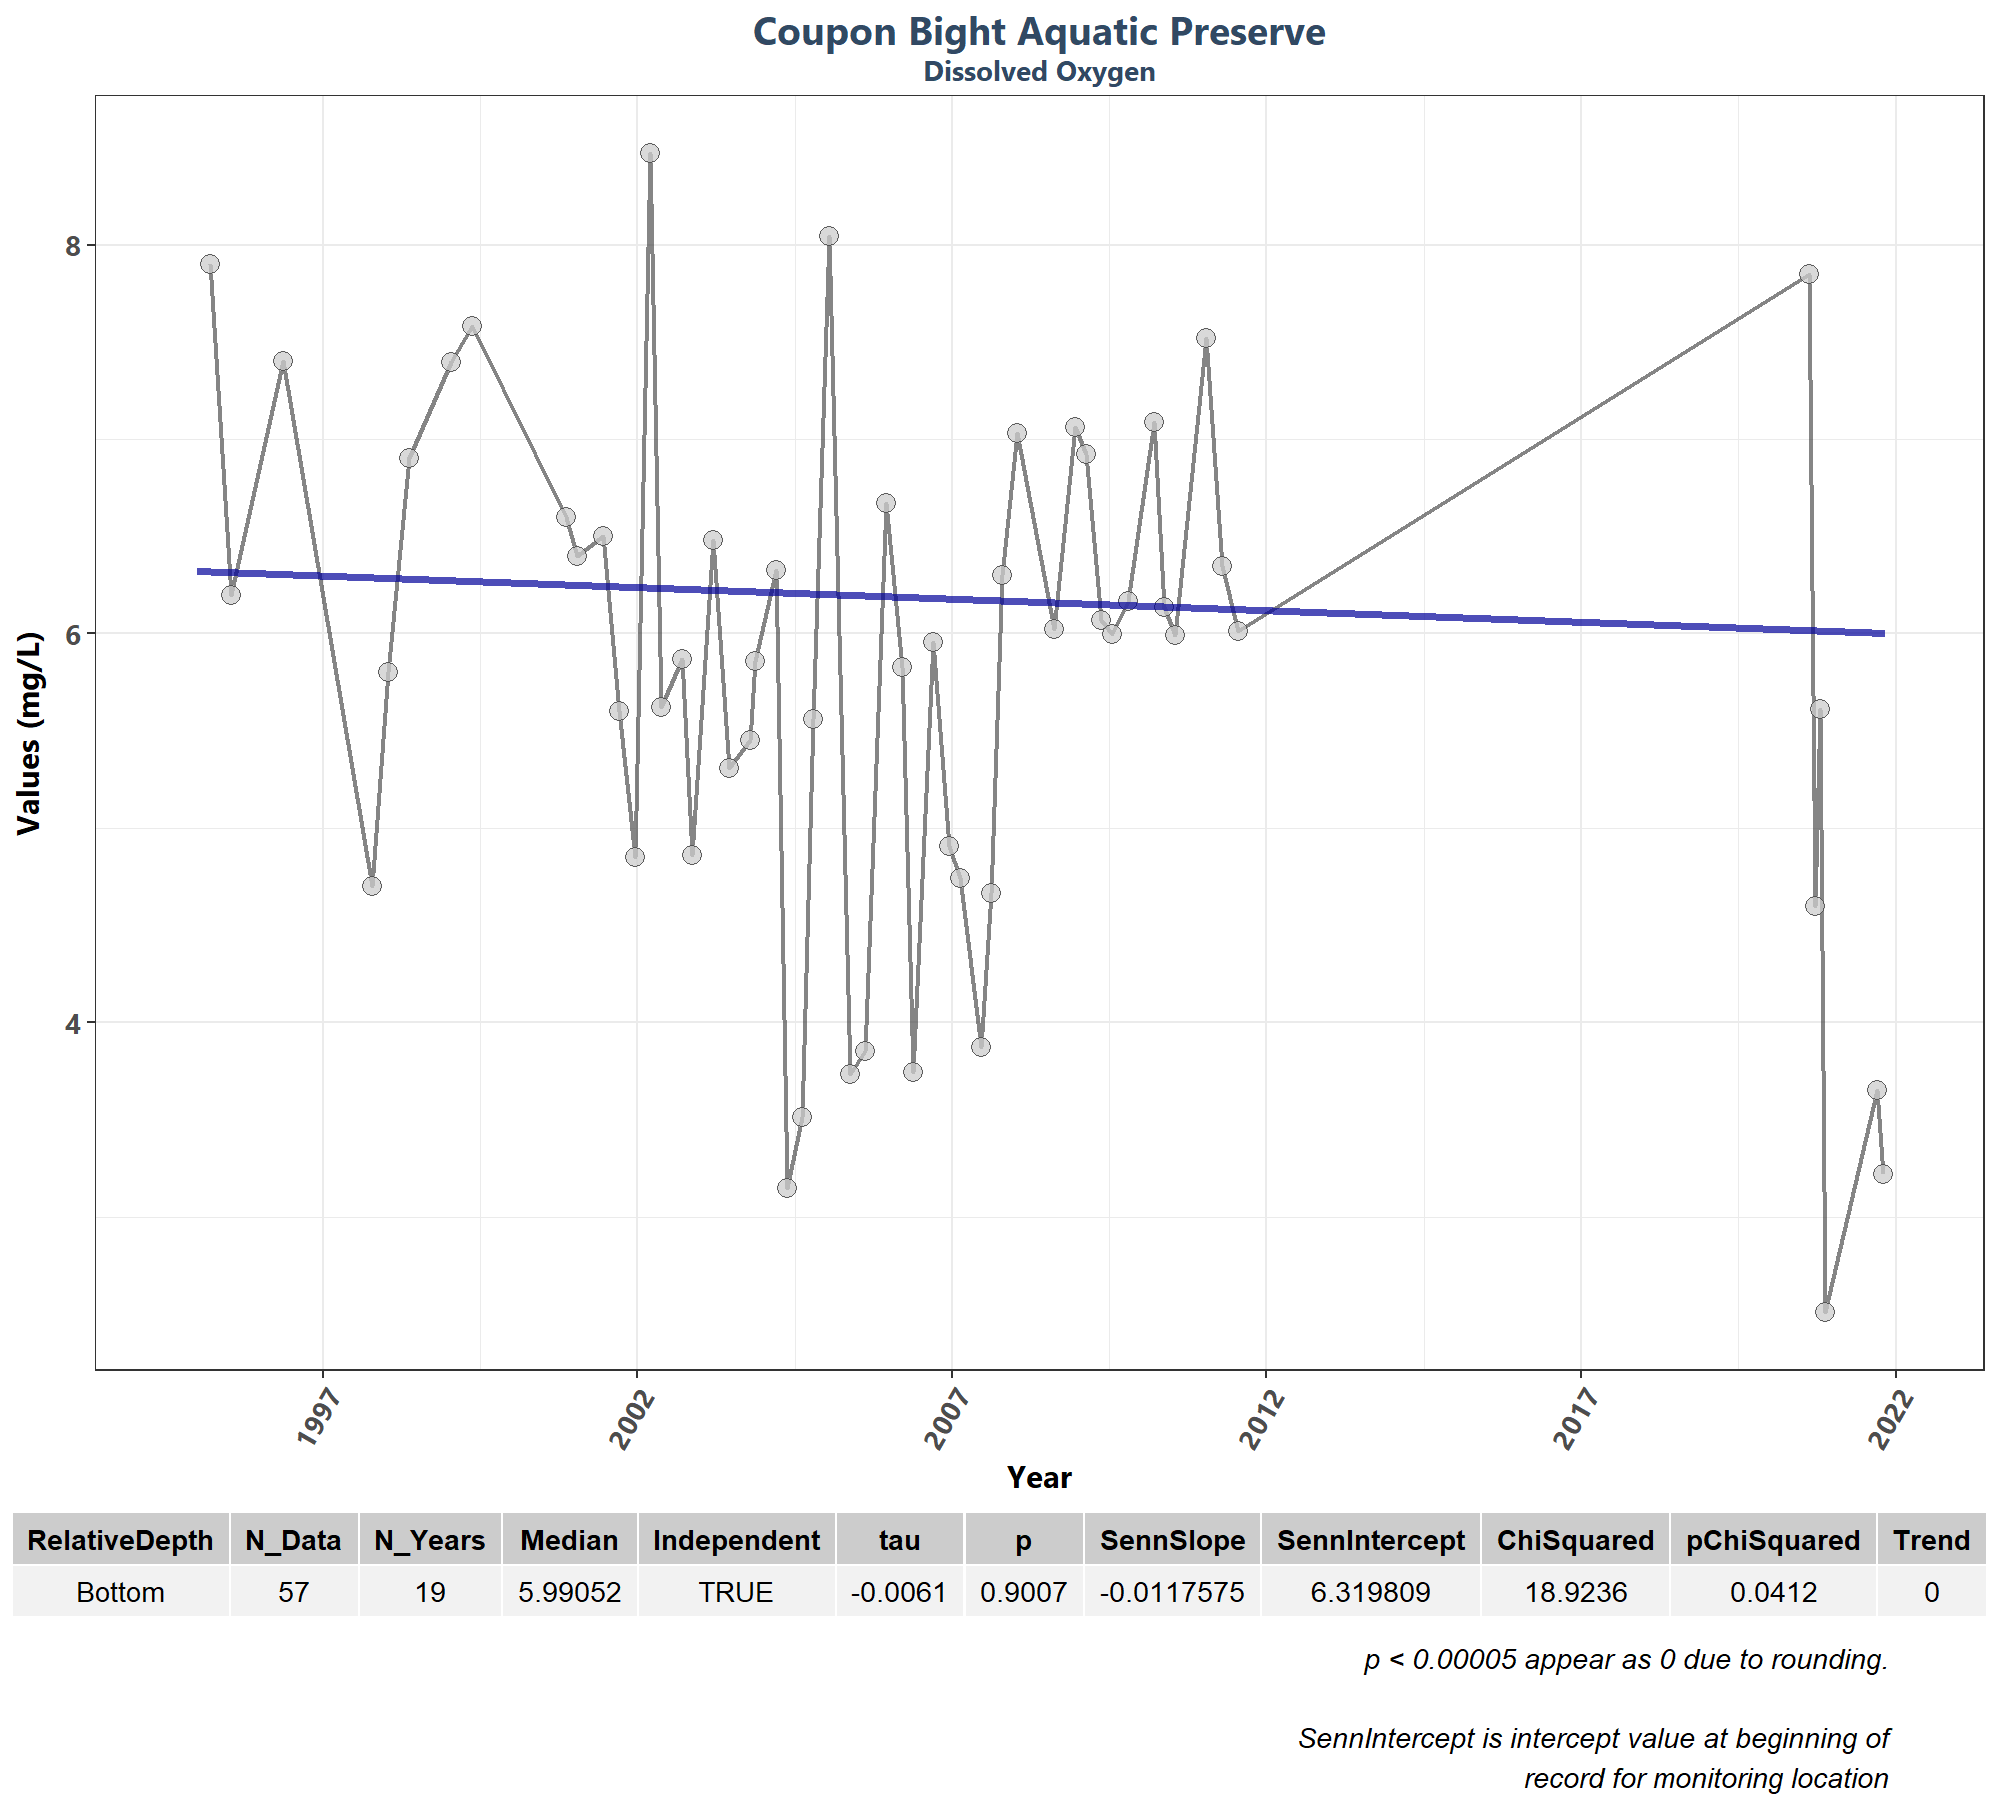 Coupon Bight Aquatic Preserve
Dissolved Oxygen
Values (mg/L)
8
6
4
1997 2002 2007 2012 2017 2022
Year
RelativeDepth N_Data N_Years Median Independent tau p SennSlope SennIntercept ChiSquared pChiSquared Trend
Bottom 57 19 5.99052 TRUE -0.0061 0.9007 -0.0117575 6.319809 18.9236 0.0412 0
p < 0.00005 appear as 0 due to rounding.
SennIntercept is intercept value at beginning of
record for monitoring location